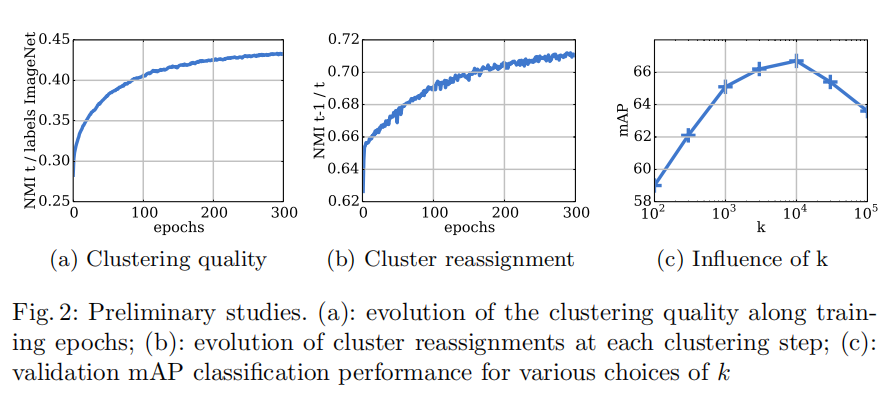 NMI t / labels ImageNet
0.45
0.40
0.35
0.30
0.25
0
100
200
300
epochs
(a) Clustering quality
NMI t-1 / t
0.72
0.70
0.68
0.66
0.64
0.62
0
100
200
300
epochs
(b) Cluster reassignment
mAP
66
64
62
60
58
10²
10³
10⁴
10⁵
k
(c) Influence of k
Fig. 2: Preliminary studies. (a): evolution of the clustering quality along train-
ing epochs; (b): evolution of cluster reassignments at each clustering step; (c):
validation mAP classification performance for various choices of k